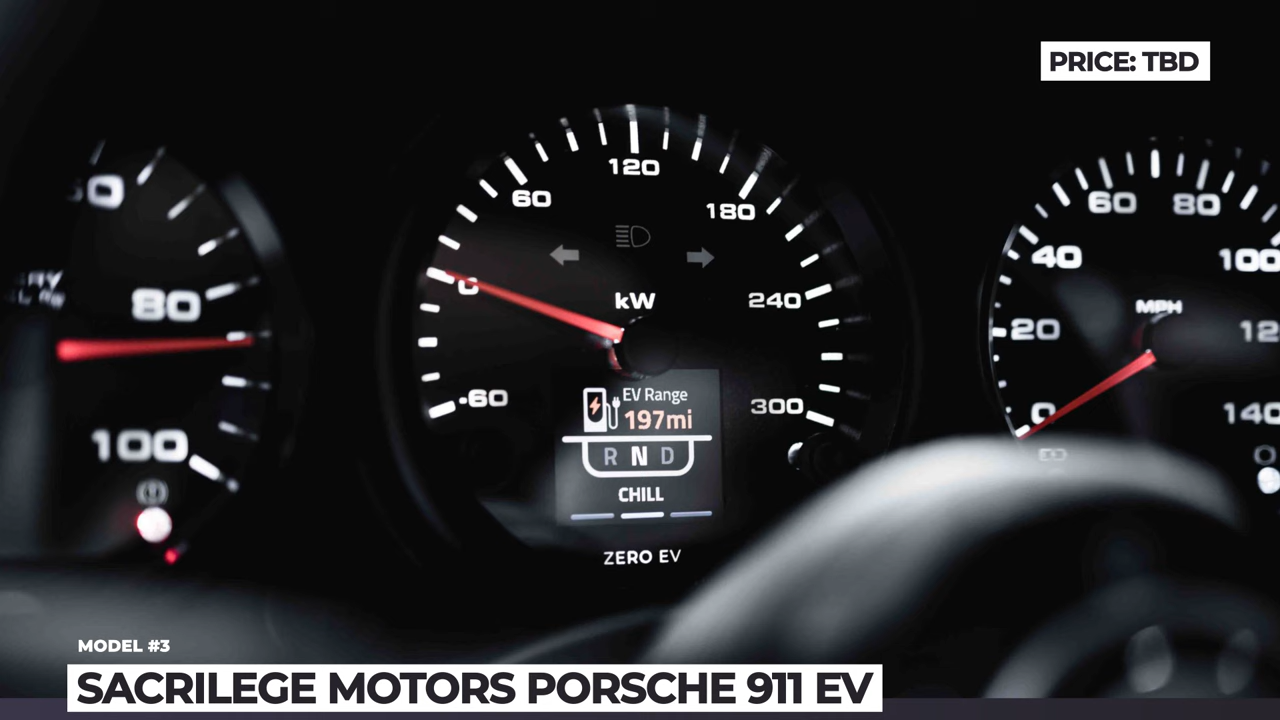 PRICE: TBD
120
60
180
0
kW
240
-60
300
EV Range
197mi
R N D
CHILL
ZERO EV
80
100
60 80
40
100
MPH
20
0
140
MODEL #3
SACRILEGE MOTORS PORSCHE 911 EV